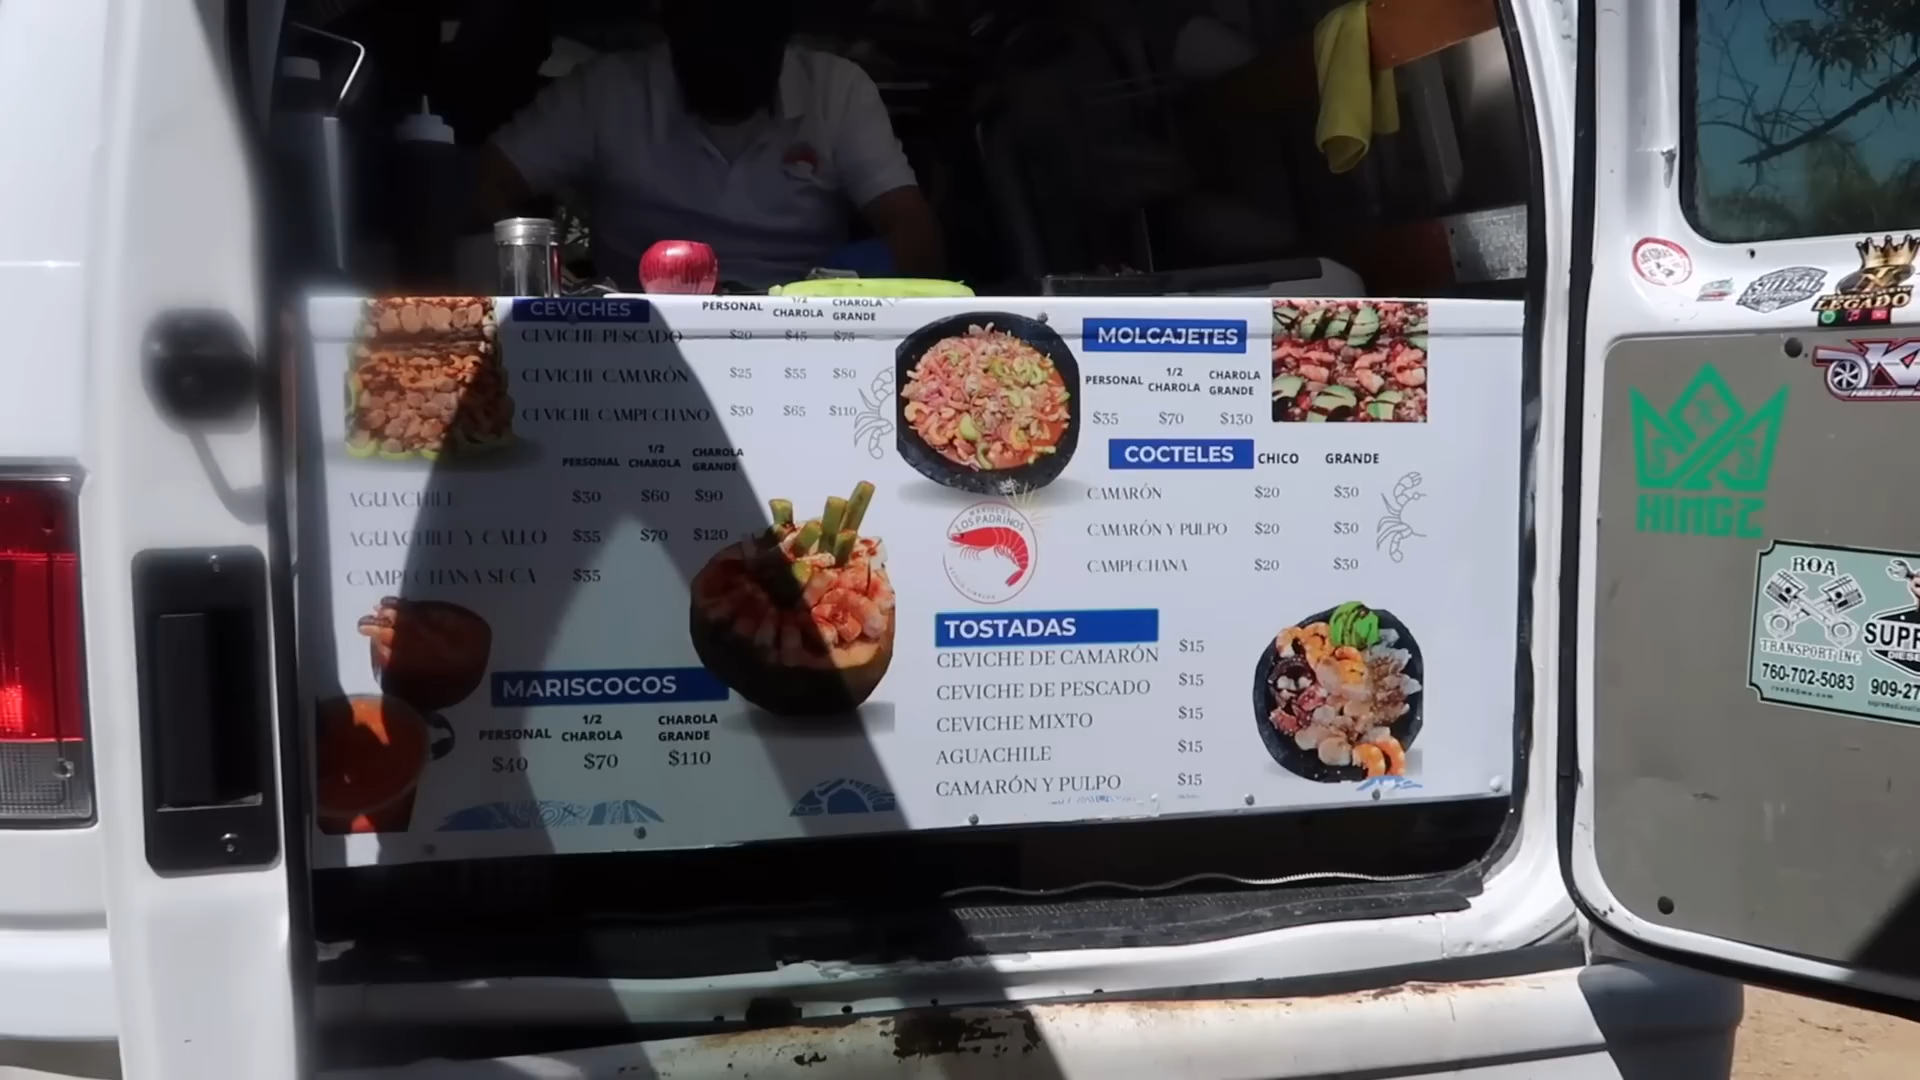 CEVICHES PERSONAL 1/2 CHAROLA CHAROLA GRANDE
CEVICHE PESCADO $20 $45 $75
CEVICHE CAMARÓN $25 $55 $80
CEVICHE CAMPECHANO $30 $65 $110
PERSONAL 1/2 CHAROLA CHAROLA GRANDE
AGUACHILE $30 $60 $90
AGUACHILE Y CALLO $35 $70 $120
CAMPECHANA SECA $35
MARISCOCOS
PERSONAL 1/2 CHAROLA CHAROLA GRANDE
$40 $70 $110
MOLCAJETES
PERSONAL 1/2 CHAROLA CHAROLA GRANDE
$35 $70 $130
COCTELES CHICO GRANDE
CAMARÓN $20 $30
CAMARÓN Y PULPO $20 $30
CAMPECHANA $20 $30
MARISCOS
LOS PADRINOS
TOSTADAS
CEVICHE DE CAMARÓN $15
CEVICHE DE PESCADO $15
CEVICHE MIXTO $15
AGUACHILE $15
CAMARÓN Y PULPO $15
LEGADO
ROA
TRANSPORT INC
760-702-5083